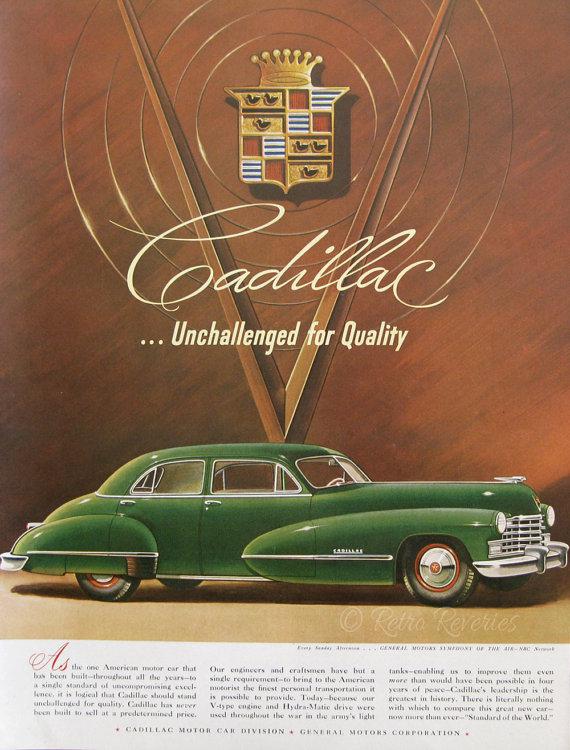 Cadillac
... Unchallenged for Quality
CADILLAC
© Retro Reveries
Every Sunday Afternoon . . . . GENERAL MOTORS SYMPHONY OF THE AIR—NBC Network
As the one American motor car that
has been built—throughout all the years—to
a single standard of uncompromising excel-
lence, it is logical that Cadillac should stand
unchallenged for quality. Cadillac has never
been built to sell at a predetermined price.
Our engineers and craftsmen have but a
single requirement—to bring to the American
motorist the finest personal transportation it
is possible to provide. Today—because our
V-type engine and Hydra-Matic drive were
used throughout the war in the army's light
tanks—enabling us to improve them even
more than would have been possible in four
years of peace—Cadillac's leadership is the
greatest in history. There is literally nothing
with which to compare this great new car—
now more than ever—"Standard of the World."
★ CADILLAC MOTOR CAR DIVISION ★ GENERAL MOTORS CORPORATION ★